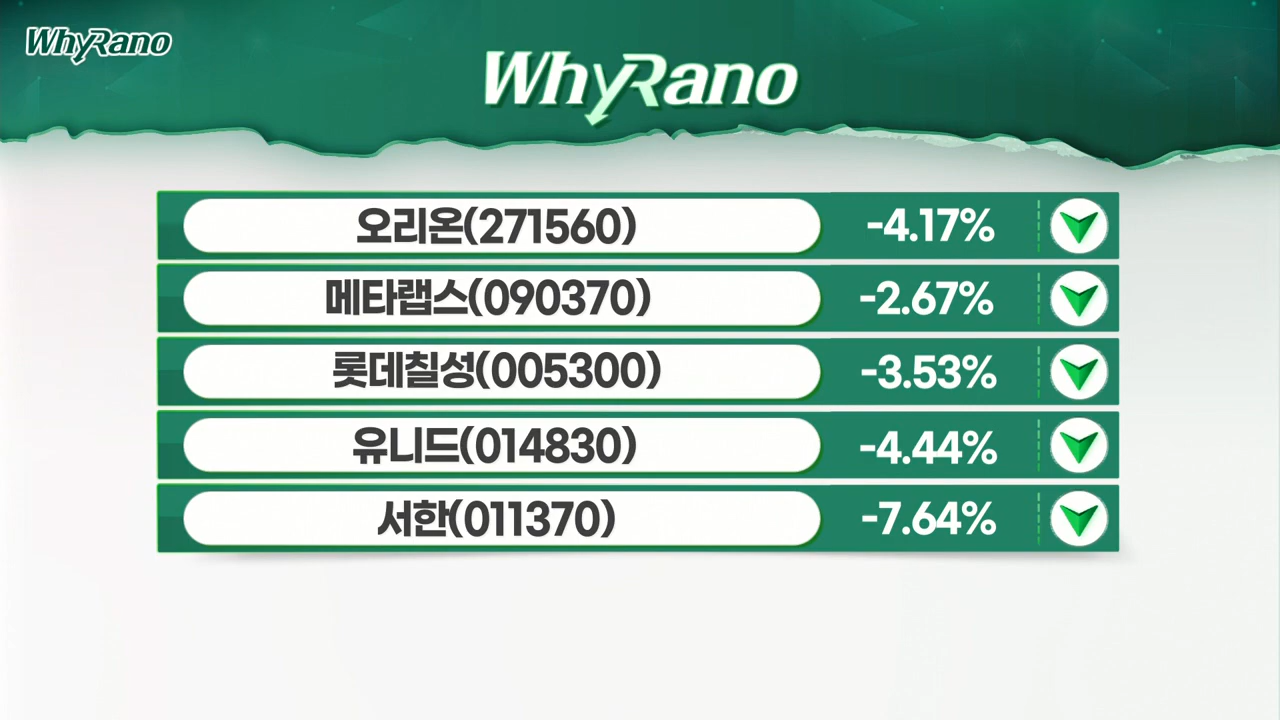 WhyRano
WhyRano
오리온(271560) -4.17%
메타랩스(090370) -2.67%
롯데칠성(005300) -3.53%
유니드(014830) -4.44%
서한(011370) -7.64%